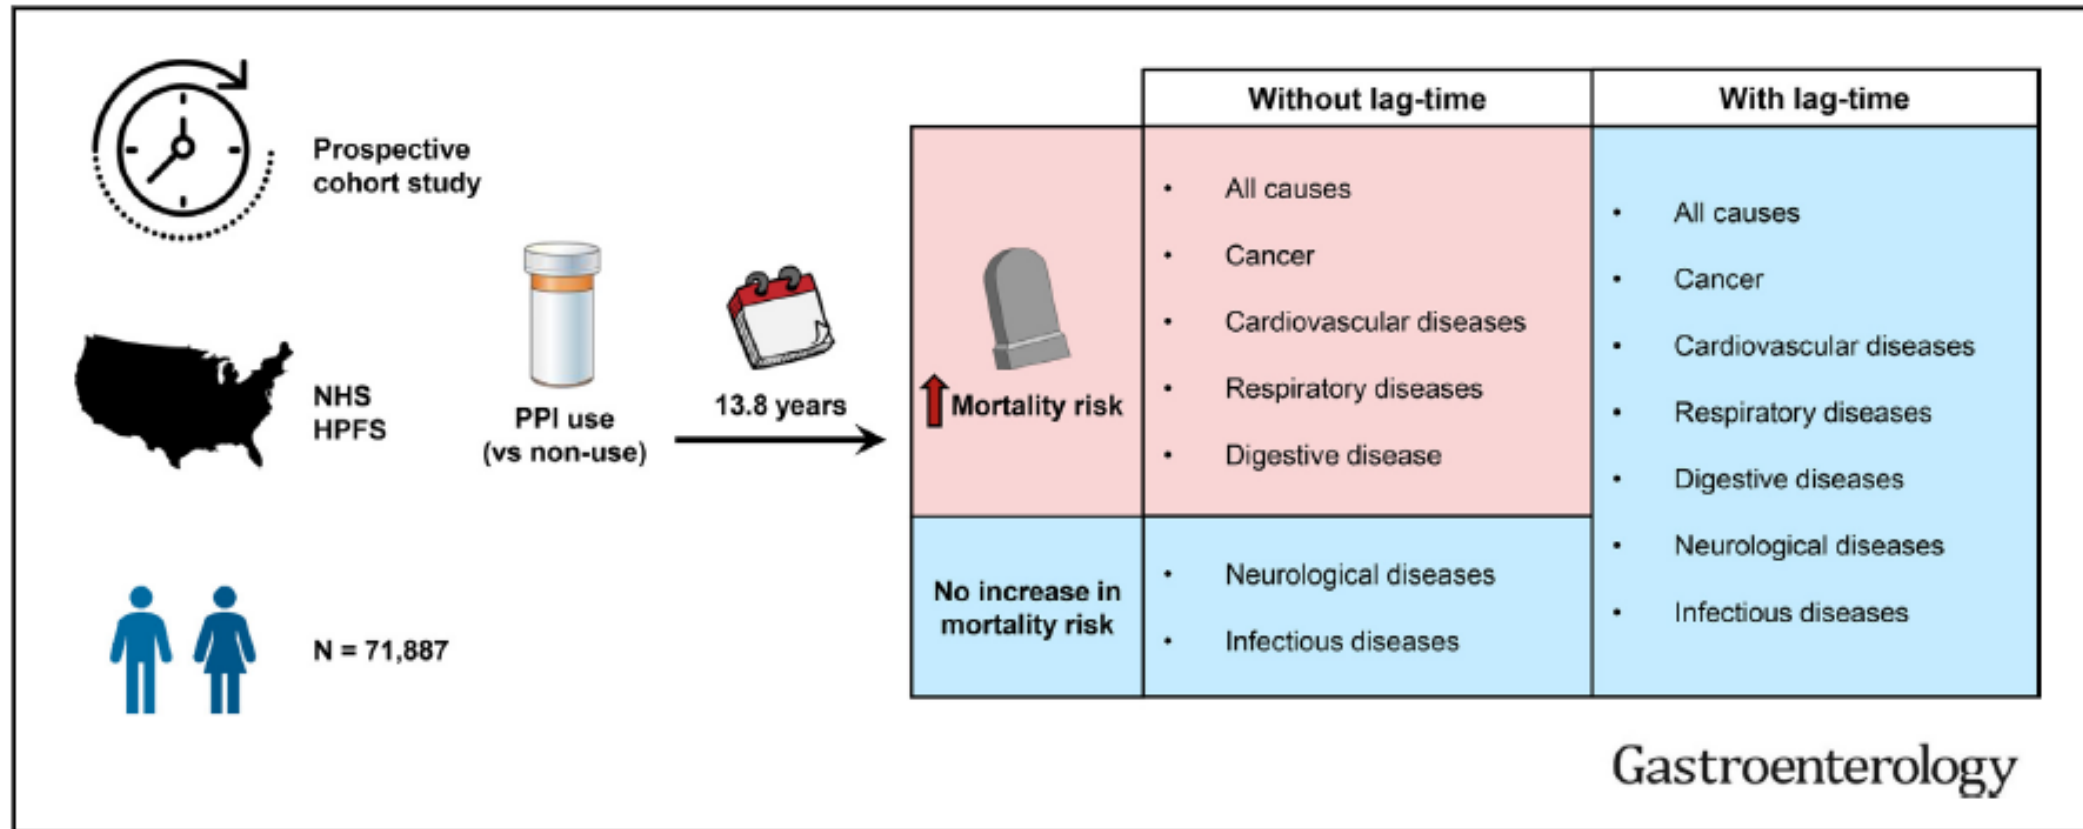 Prospective
cohort study
NHS
HPFS
N = 71,887
PPI use
(vs non-use)
13.8 years
Without lag-time
With lag-time
Mortality risk
• All causes
• Cancer
• Cardiovascular diseases
• Respiratory diseases
• Digestive disease
No increase in
mortality risk
• Neurological diseases
• Infectious diseases
• All causes
• Cancer
• Cardiovascular diseases
• Respiratory diseases
• Digestive diseases
• Neurological diseases
• Infectious diseases
Gastroenterology